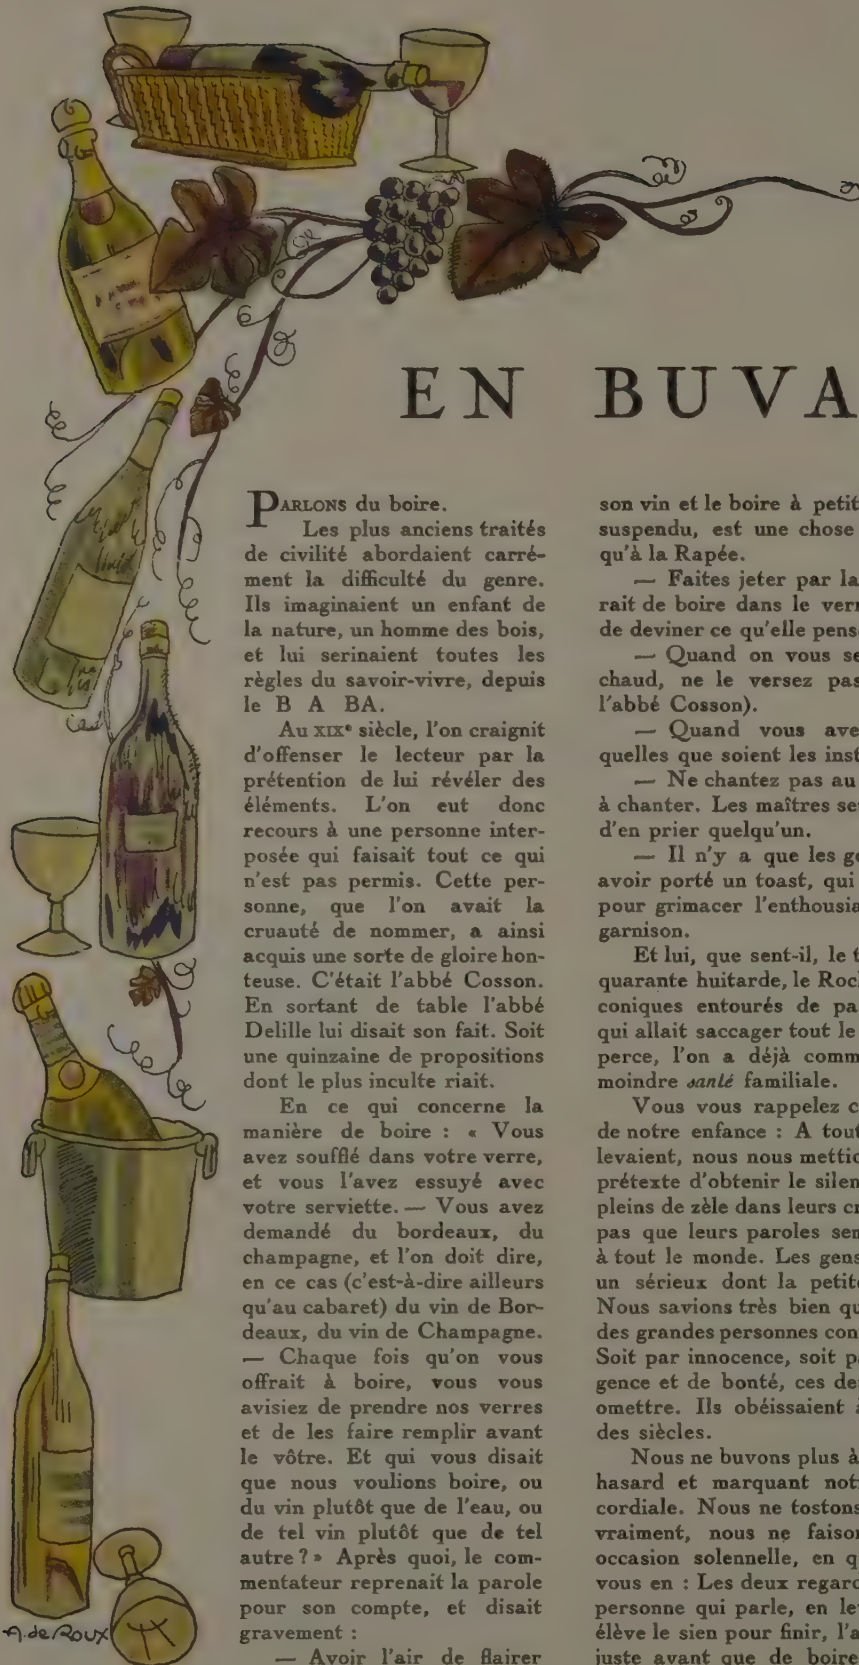 EN BUVA
PARLONS du boire.
Les plus anciens traités
de civilité abordaient carré-
ment la difficulté du genre.
Ils imaginaient un enfant de
la nature, un homme des bois,
et lui serinaient toutes les
règles du savoir-vivre, depuis
le B A BA.
Au XIXe siècle, l'on craignit
d'offenser le lecteur par la
prétention de lui révéler des
éléments. L'on eut donc
recours à une personne inter-
posée qui faisait tout ce qui
n'est pas permis. Cette per-
sonne, que l'on avait la
cruauté de nommer, a ainsi
acquis une sorte de gloire hon-
teuse. C'était l'abbé Cosson.
En sortant de table l'abbé
Delille lui disait son fait. Soit
une quinzaine de propositions
dont le plus inculte riait.
En ce qui concerne la
manière de boire : « Vous
avez soufflé dans votre verre,
et vous l'avez essuyé avec
votre serviette. — Vous avez
demandé du bordeaux, du
champagne, et l'on doit dire,
en ce cas (c'est-à-dire ailleurs
qu'au cabaret) du vin de Bor-
deaux, du vin de Champagne.
— Chaque fois qu'on vous
offrait à boire, vous vous
avisiez de prendre nos verres
et de les faire remplir avant
le vôtre. Et qui vous disait
que nous voulions boire, ou
du vin plutôt que de l'eau, ou
de tel vin plutôt que de tel
autre ? » Après quoi, le com-
mentateur reprenait la parole
pour son compte, et disait
gravement :
— Avoir l'air de flairer
son vin et le boire à petit
suspendu, est une chose
qu'à la Rapée.
— Faites jeter par la
rait de boire dans le verr
de deviner ce qu'elle pens
— Quand on vous se
chaud, ne le versez pas
l'abbé Cosson).
— Quand vous ave
quelles que soient les inst
— Ne chantez pas au
à chanter. Les maîtres se
d'en prier quelqu'un.
— Il n'y a que les ge
avoir porté un toast, qui
pour grimacer l'enthousia
garnison.
Et lui, que sent-il, le t
quarante huitarde, le Roc
coniques entourés de pa
qui allait saccager tout le
perce, l'on a déjà comm
moindre santé familiale.
Vous vous rappelez c
de notre enfance : A tout
levaient, nous nous mettio
prétexte d'obtenir le silen
pleins de zèle dans leurs cr
pas que leurs paroles sem
à tout le monde. Les gens
un sérieux dont la petit
Nous savions très bien qu
des grandes personnes con
Soit par innocence, soit pa
gence et de bonté, ces de
omettre. Ils obéissaient à
des siècles.
Nous ne buvons plus à
hasard et marquant notr
cordiale. Nous ne tostons
vraiment, nous ne faison
occasion solennelle, en q
vous en : Les deux regard
personne qui parle, en le
élève le sien pour finir, l'a
juste avant que de boire
A. de Roux